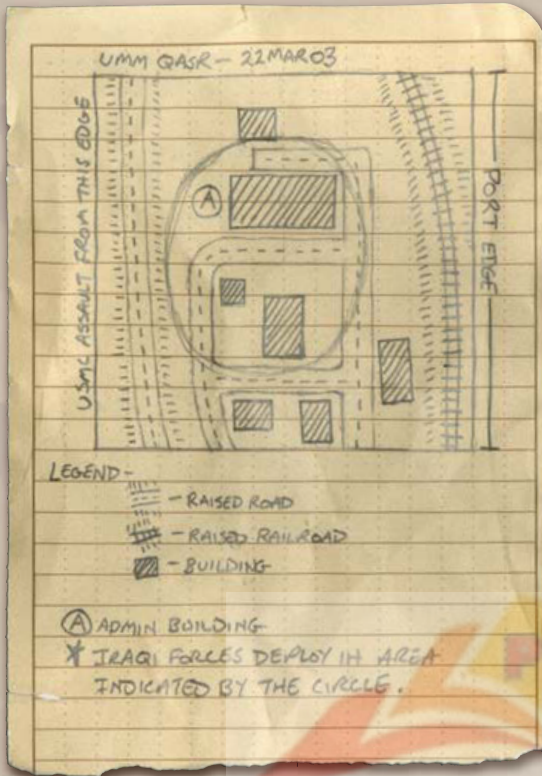 UMM QASR - 22MAR03
USMC ASSAULT FROM THIS EDGE
A
PORT EDGE
LEGEND -
- RAISED ROAD
- RAISED RAILROAD
- BUILDING
A ADMIN BUILDING
* IRAQI FORCES DEPLOY IN AREA
INDICATED BY THE CIRCLE.